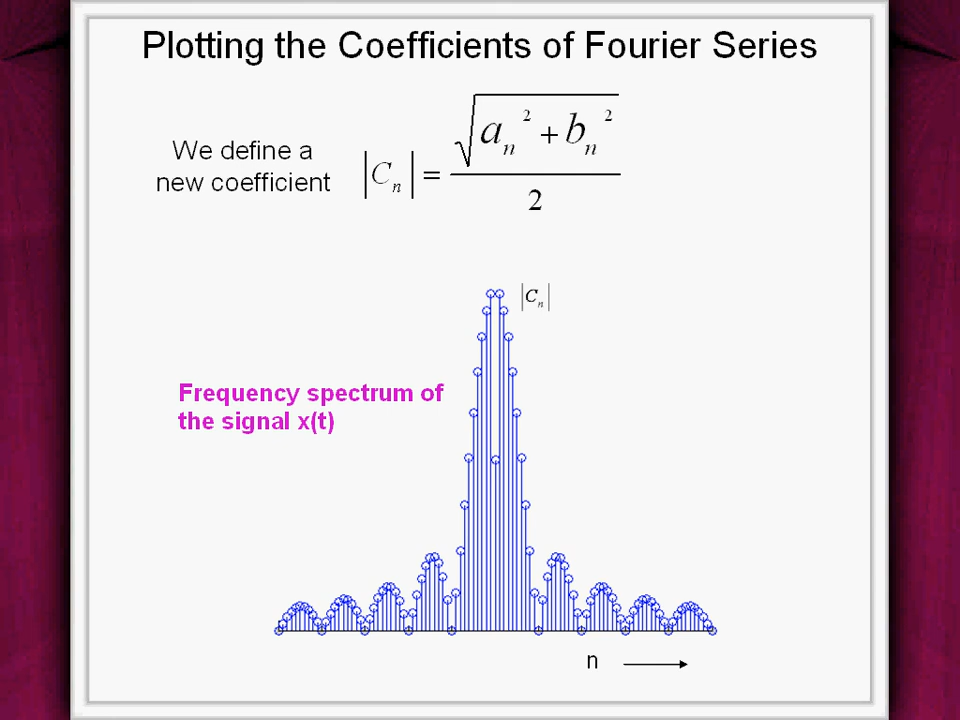 Plotting the Coefficients of Fourier Series
We define a
new coefficient
|Cₙ| = √(aₙ² + bₙ²) / 2
|Cₙ|
Frequency spectrum of
the signal x(t)
n